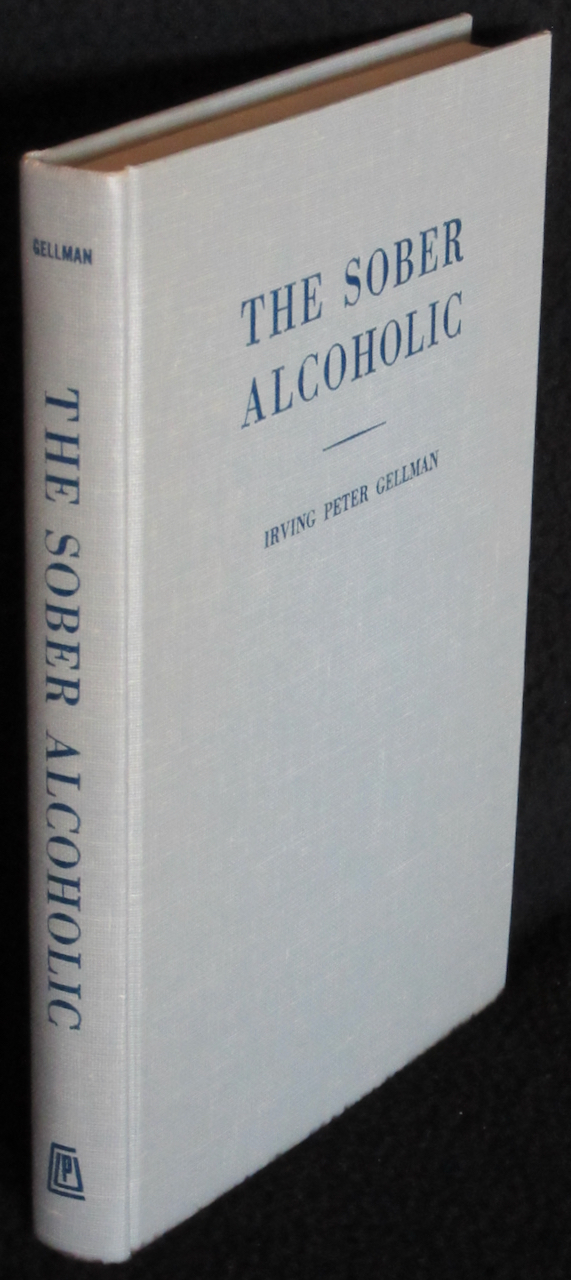 GELLMAN
THE SOBER ALCOHOLIC
THE SOBER
ALCOHOLIC
IRVING PETER GELLMAN